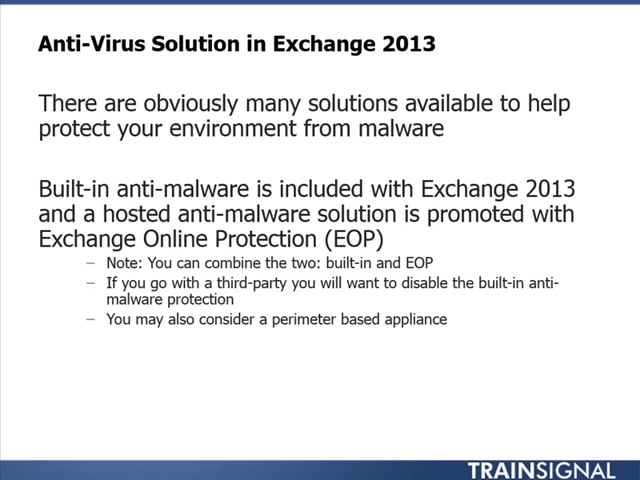 Anti-Virus Solution in Exchange 2013
There are obviously many solutions available to help
protect your environment from malware
Built-in anti-malware is included with Exchange 2013
and a hosted anti-malware solution is promoted with
Exchange Online Protection (EOP)
– Note: You can combine the two: built-in and EOP
– If you go with a third-party you will want to disable the built-in anti-
malware protection
– You may also consider a perimeter based appliance
TRAINSIGNAL